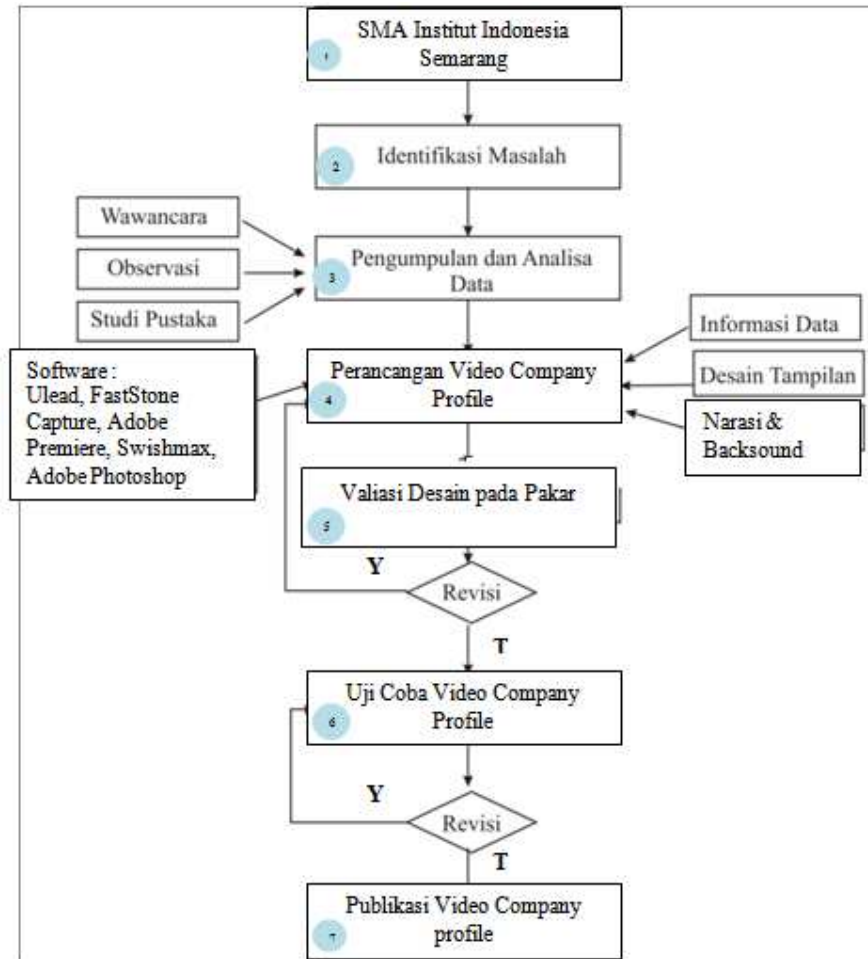 SMA Institut Indonesia
Semarang
1
Identifikasi Masalah
2
Wawancara
Observasi
Studi Pustaka
Pengumpulan dan Analisa
Data
3
Informasi Data
Desain Tampilan
Narasi &
Backsound
Software :
Ulead, FastStone
Capture, Adobe
Premiere, Swishmax,
Adobe Photoshop
Perancangan Video Company
Profile
4
Valiasi Desain pada Pakar
5
Y
Revisi
T
Uji Coba Video Company
Profile
6
Y
Revisi
T
Publikasi Video Company
profile
7